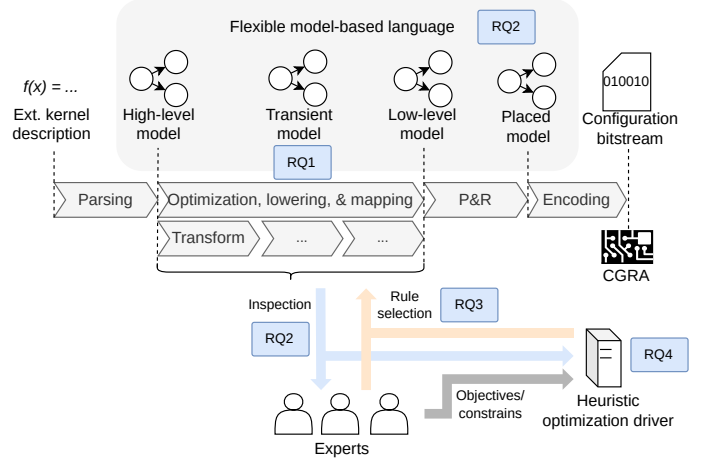 Flexible model-based language
RQ2
f(x) = ...
Ext. kernel
description
High-level
model
Transient
model
Low-level
model
Placed
model
010010
Configuration
bitstream
RQ1
Parsing
Optimization, lowering, & mapping
P&R
Encoding
Transform
...
...
CGRA
Inspection
RQ2
Rule
selection
RQ3
RQ4
Objectives/
constrains
Heuristic
optimization driver
Experts